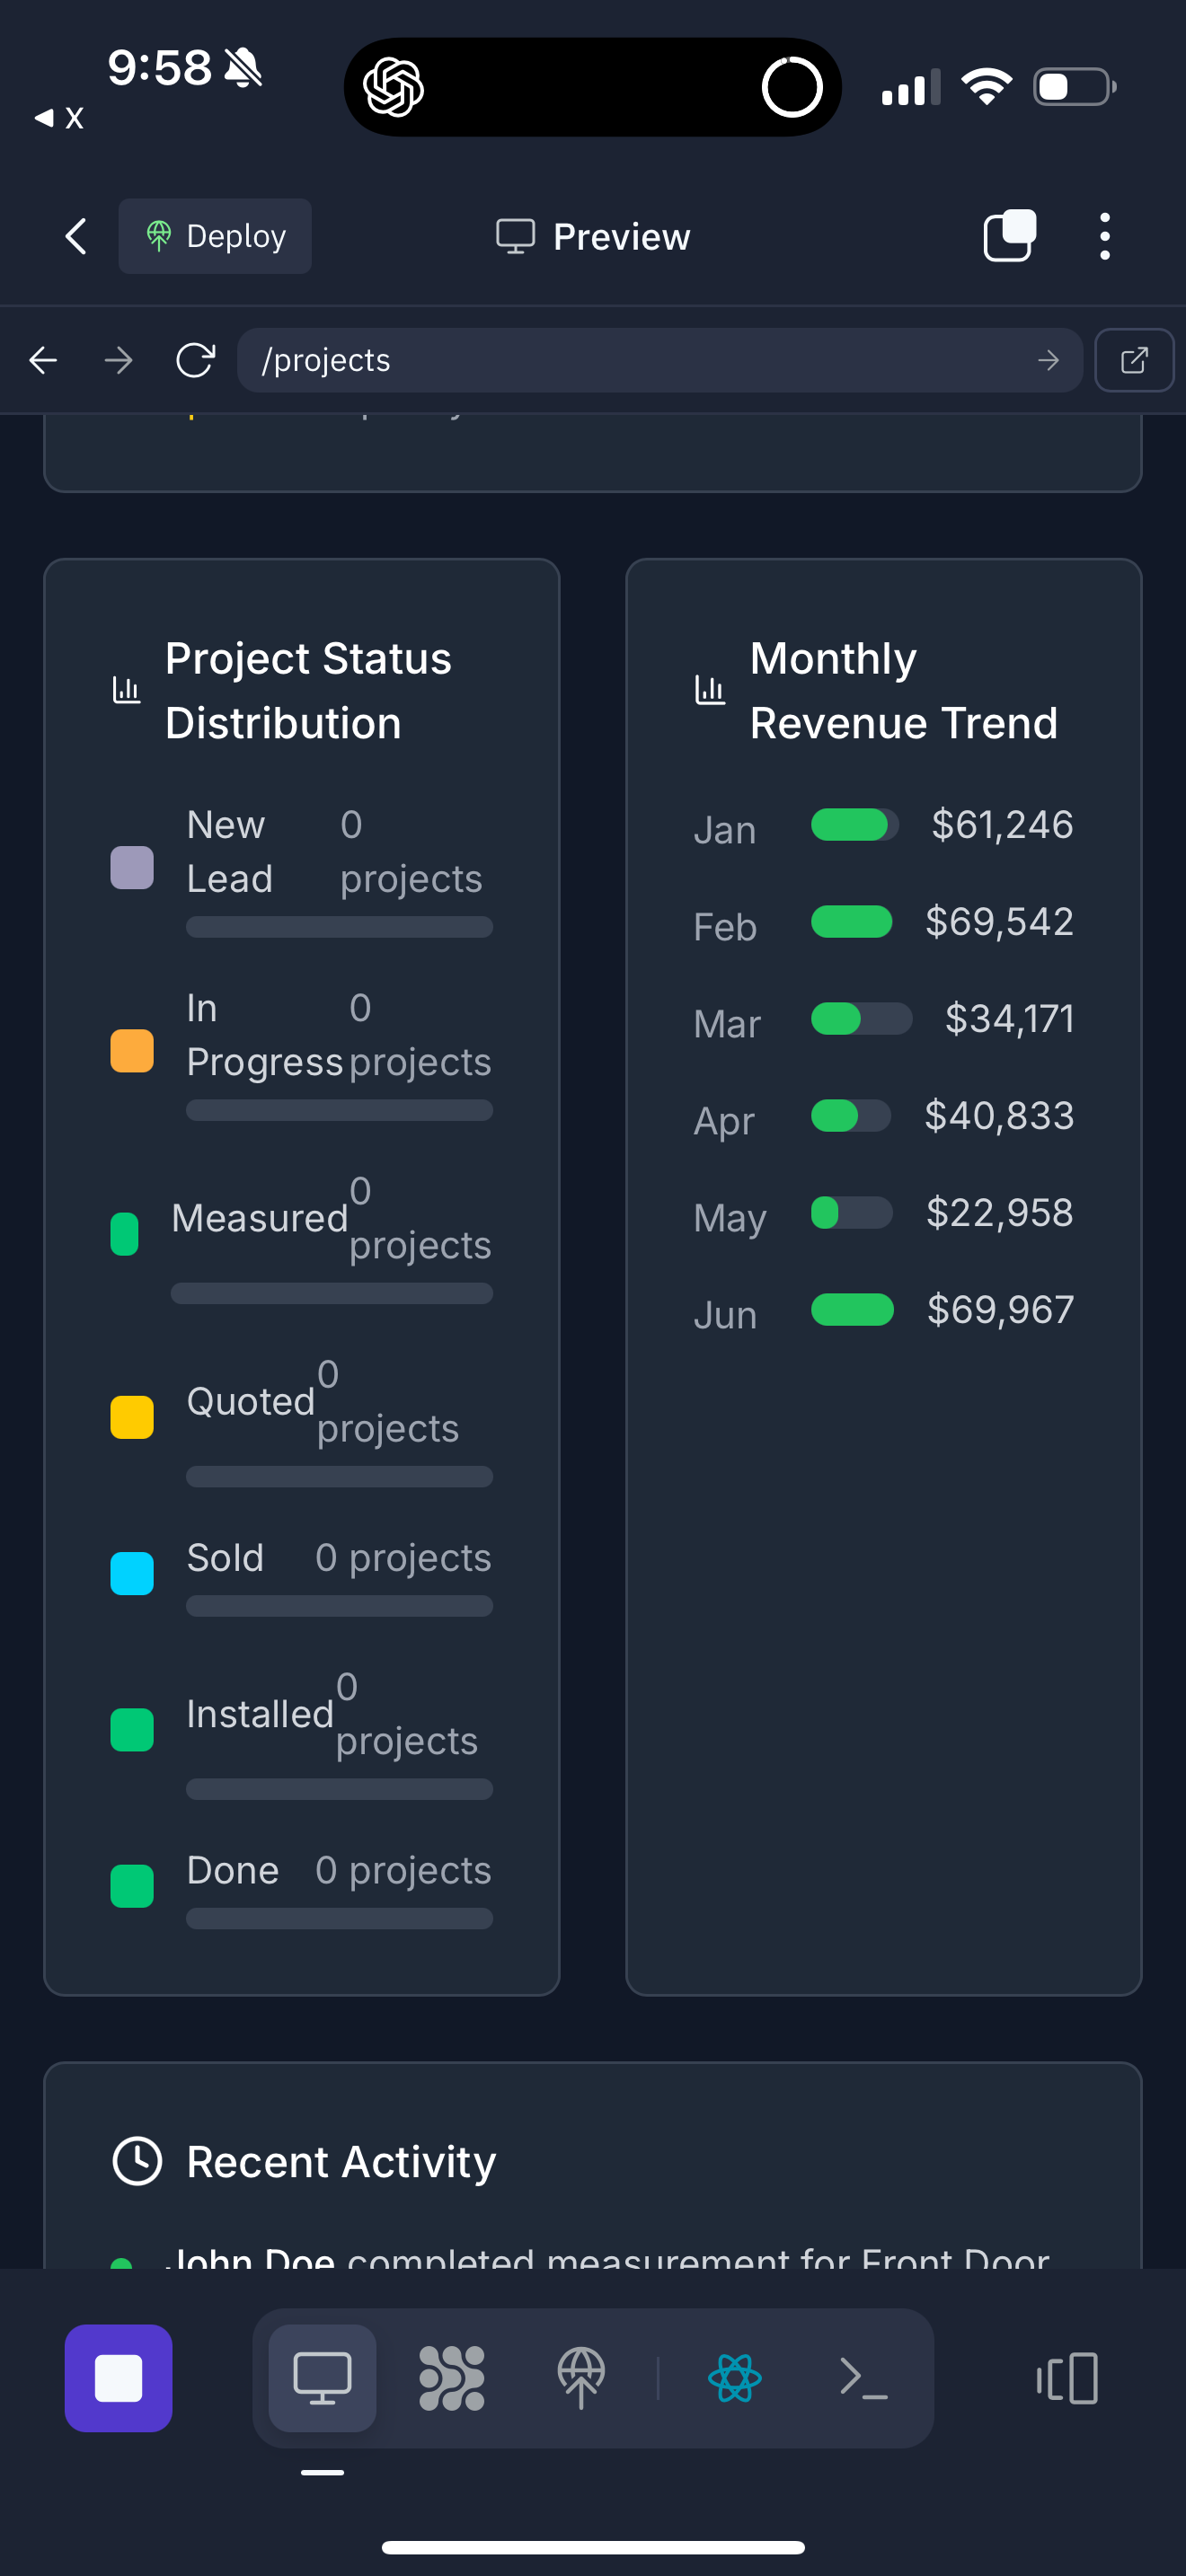 9:58
X
Deploy
Preview
/projects
Project Status
Distribution
New
Lead
0
projects
In
Progress
0
projects
Measured
0
projects
Quoted
0
projects
Sold
0 projects
Installed
0
projects
Done
0 projects
Monthly
Revenue Trend
Jan
$61,246
Feb
$69,542
Mar
$34,171
Apr
$40,833
May
$22,958
Jun
$69,967
Recent Activity
John Doe completed measurement for Front Door